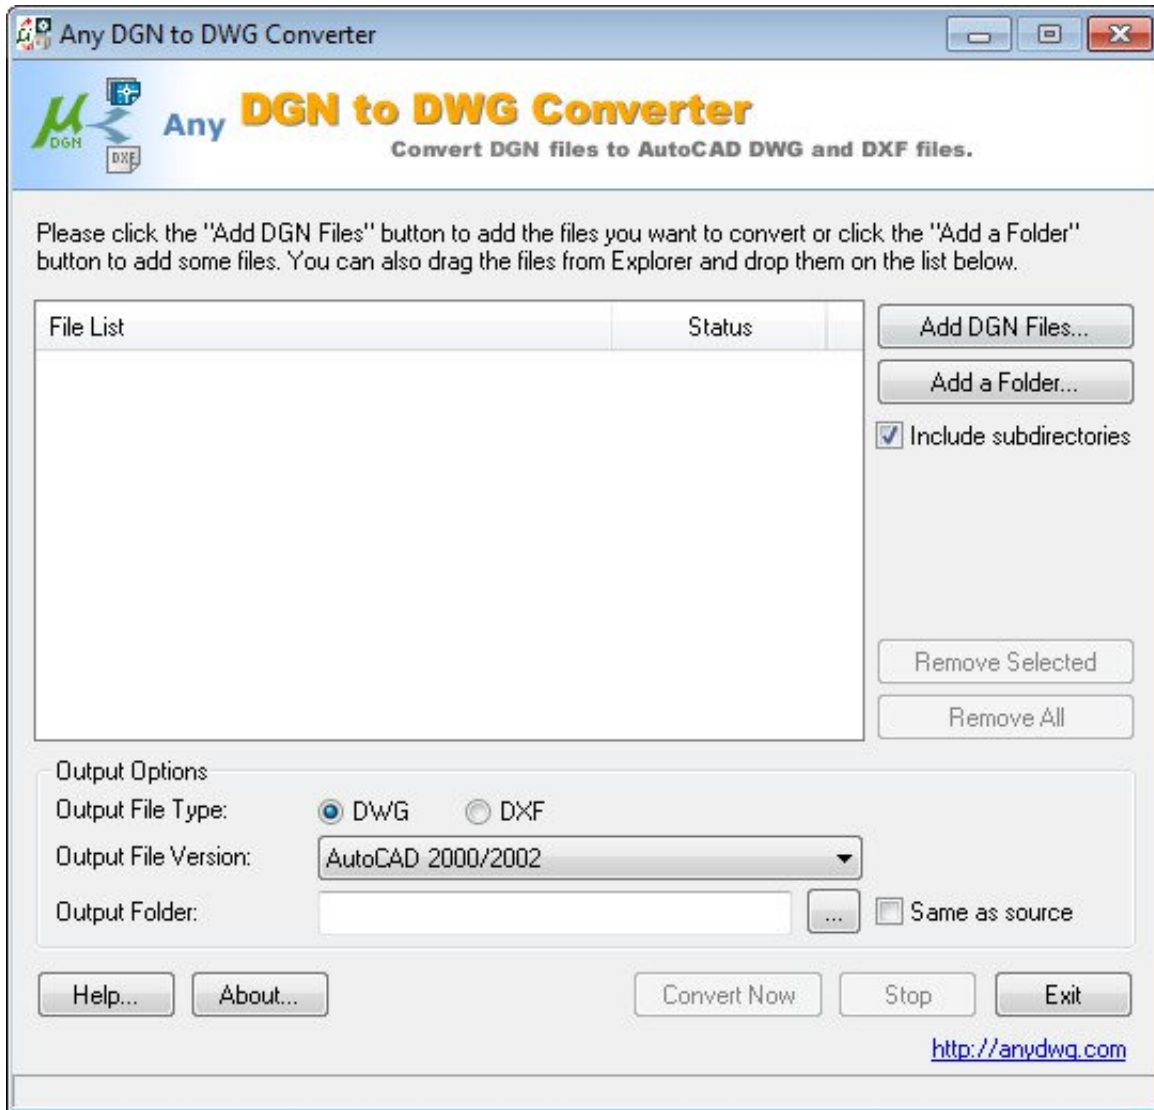 Any DGN to DWG Converter
μ
DGN
DXF
Any DGN to DWG Converter
Convert DGN files to AutoCAD DWG and DXF files.
Please click the "Add DGN Files" button to add the files you want to convert or click the "Add a Folder"
button to add some files. You can also drag the files from Explorer and drop them on the list below.
File List Status
Add DGN Files...
Add a Folder...
Include subdirectories
Remove Selected
Remove All
Output Options
Output File Type: DWG DXF
Output File Version: AutoCAD 2000/2002
Output Folder: ... Same as source
Help... About... Convert Now Stop Exit
http://anydwg.com